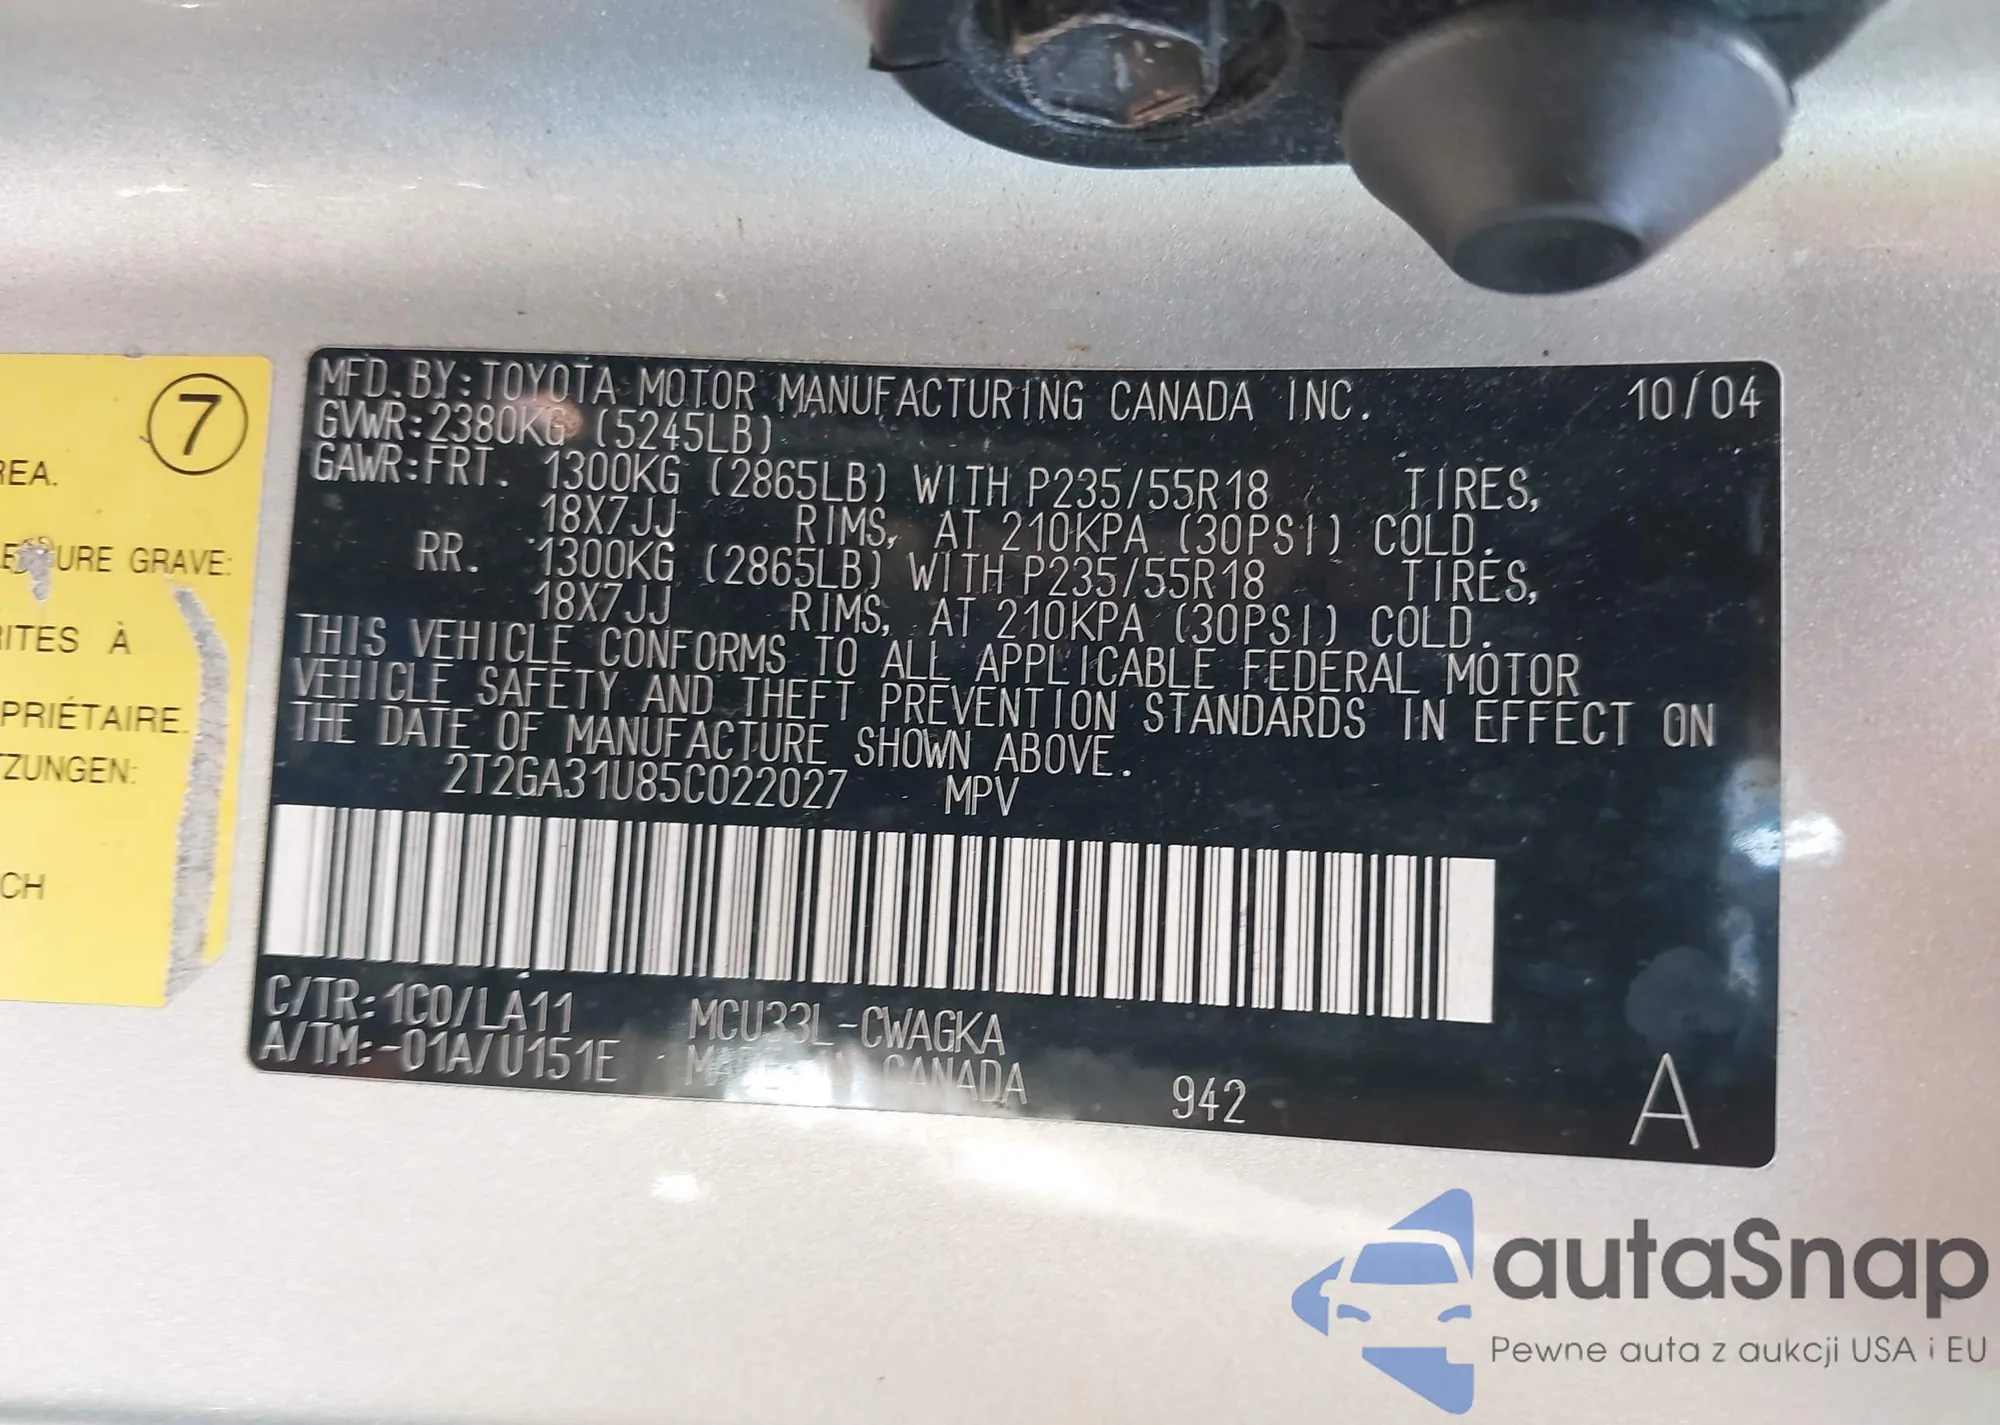 MFD. BY: TOYOTA MOTOR MANUFACTURING CANADA INC. 10/04
GVWR: 2380KG (5245LB)
GAWR: FRT. 1300KG (2865LB) WITH P235/55R18 TIRES,
18X7JJ RIMS, AT 210KPA (30PSI) COLD.
RR. 1300KG (2865LB) WITH P235/55R18 TIRES,
18X7JJ RIMS, AT 210KPA (30PSI) COLD.
THIS VEHICLE CONFORMS TO ALL APPLICABLE FEDERAL MOTOR
VEHICLE SAFETY AND THEFT PREVENTION STANDARDS IN EFFECT ON
THE DATE OF MANUFACTURE SHOWN ABOVE.
2T2GA31U85C022027 MPV
C/TR: 1C0/LA11 MCU33L-CWAGKA
A/TM: -01A/U151E MADE IN CANADA 942 A
7
REA.
URE GRAVE:
RITES À
PRIÉTAIRE.
TZUNGEN:
CH
autaSnap
Pewne auta z aukcji USA i EU